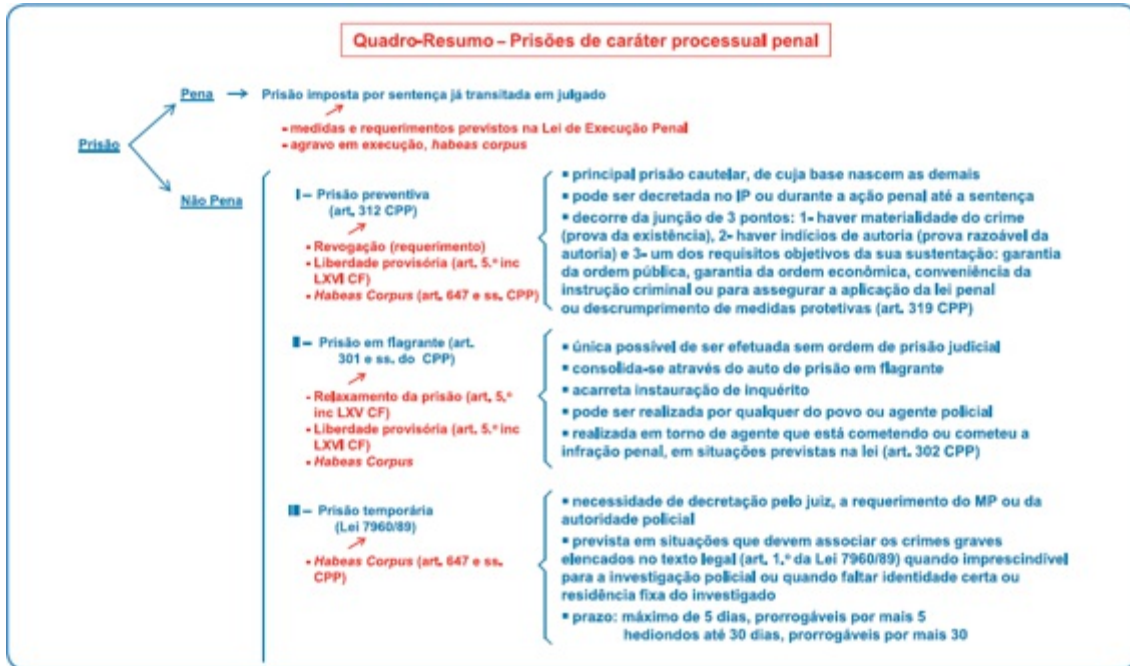 Quadro-Resumo – Prisões de caráter processual penal
Prisão
Pena → Prisão imposta por sentença já transitada em julgado
- medidas e requerimentos previstos na Lei de Execução Penal
- agravo em execução, habeas corpus
Não Pena
I – Prisão preventiva
(art. 312 CPP)
- Revogação (requerimento)
- Liberdade provisória (art. 5.º inc
LXVI CF)
- Habeas Corpus (art. 647 e ss. CPP)
▪ principal prisão cautelar, de cuja base nascem as demais
▪ pode ser decretada no IP ou durante a ação penal até a sentença
▪ decorre da junção de 3 pontos: 1- haver materialidade do crime
(prova da existência), 2- haver indícios de autoria (prova razoável da
autoria) e 3- um dos requisitos objetivos da sua sustentação: garantia
da ordem pública, garantia da ordem econômica, conveniência da
instrução criminal ou para assegurar a aplicação da lei penal
ou descrumprimento de medidas protetivas (art. 319 CPP)
II – Prisão em flagrante (art.
301 e ss. do CPP)
- Relaxamento da prisão (art. 5.º
inc LXV CF)
- Liberdade provisória (art. 5.º inc
LXVI CF)
- Habeas Corpus
▪ única possível de ser efetuada sem ordem de prisão judicial
▪ consolida-se através do auto de prisão em flagrante
▪ acarreta instauração de inquérito
▪ pode ser realizada por qualquer do povo ou agente policial
▪ realizada em torno de agente que está cometendo ou cometeu a
infração penal, em situações previstas na lei (art. 302 CPP)
III – Prisão temporária
(Lei 7960/89)
- Habeas Corpus (art. 647 e ss.
CPP)
▪ necessidade de decretação pelo juiz, a requerimento do MP ou da
autoridade policial
▪ prevista em situações que devem associar os crimes graves
elencados no texto legal (art. 1.º da Lei 7960/89) quando imprescindível
para a investigação policial ou quando faltar identidade certa ou
residência fixa do investigado
▪ prazo: máximo de 5 dias, prorrogáveis por mais 5
hediondos até 30 dias, prorrogáveis por mais 30